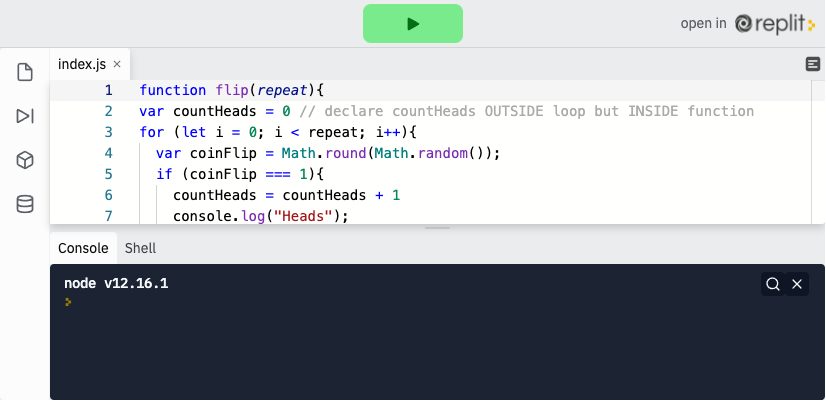 open in replit
index.js ×
1 function flip(repeat){
2 var countHeads = 0 // declare countHeads OUTSIDE loop but INSIDE function
3 for (let i = 0; i < repeat; i++){
4   var coinFlip = Math.round(Math.random());
5   if (coinFlip === 1){
6     countHeads = countHeads + 1
7     console.log("Heads");
Console Shell
node v12.16.1